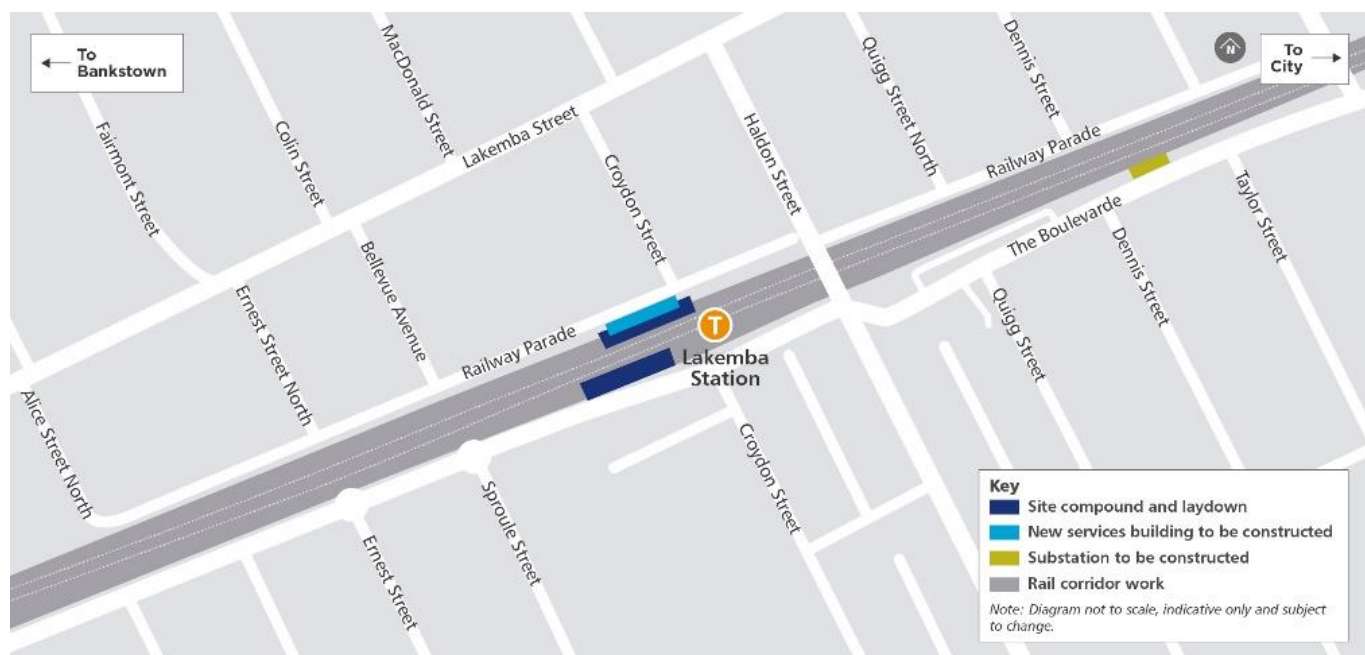 To
Bankstown
MacDonald Street
Quigg Street North
Dennis Street
N
To
City
Fairmont Street
Colin Street
Lakemba Street
Croydon Street
Haldon Street
Railway Parade
Taylor Street
Bellevue Avenue
The Boulevarde
Dennis Street
Ernest Street North
Railway Parade
T
Lakemba
Station
Quigg Street
Alice Street North
Croydon Street
Sproule Street
Ernest Street
Key
Site compound and laydown
New services building to be constructed
Substation to be constructed
Rail corridor work
Note: Diagram not to scale, indicative only and subject
to change.